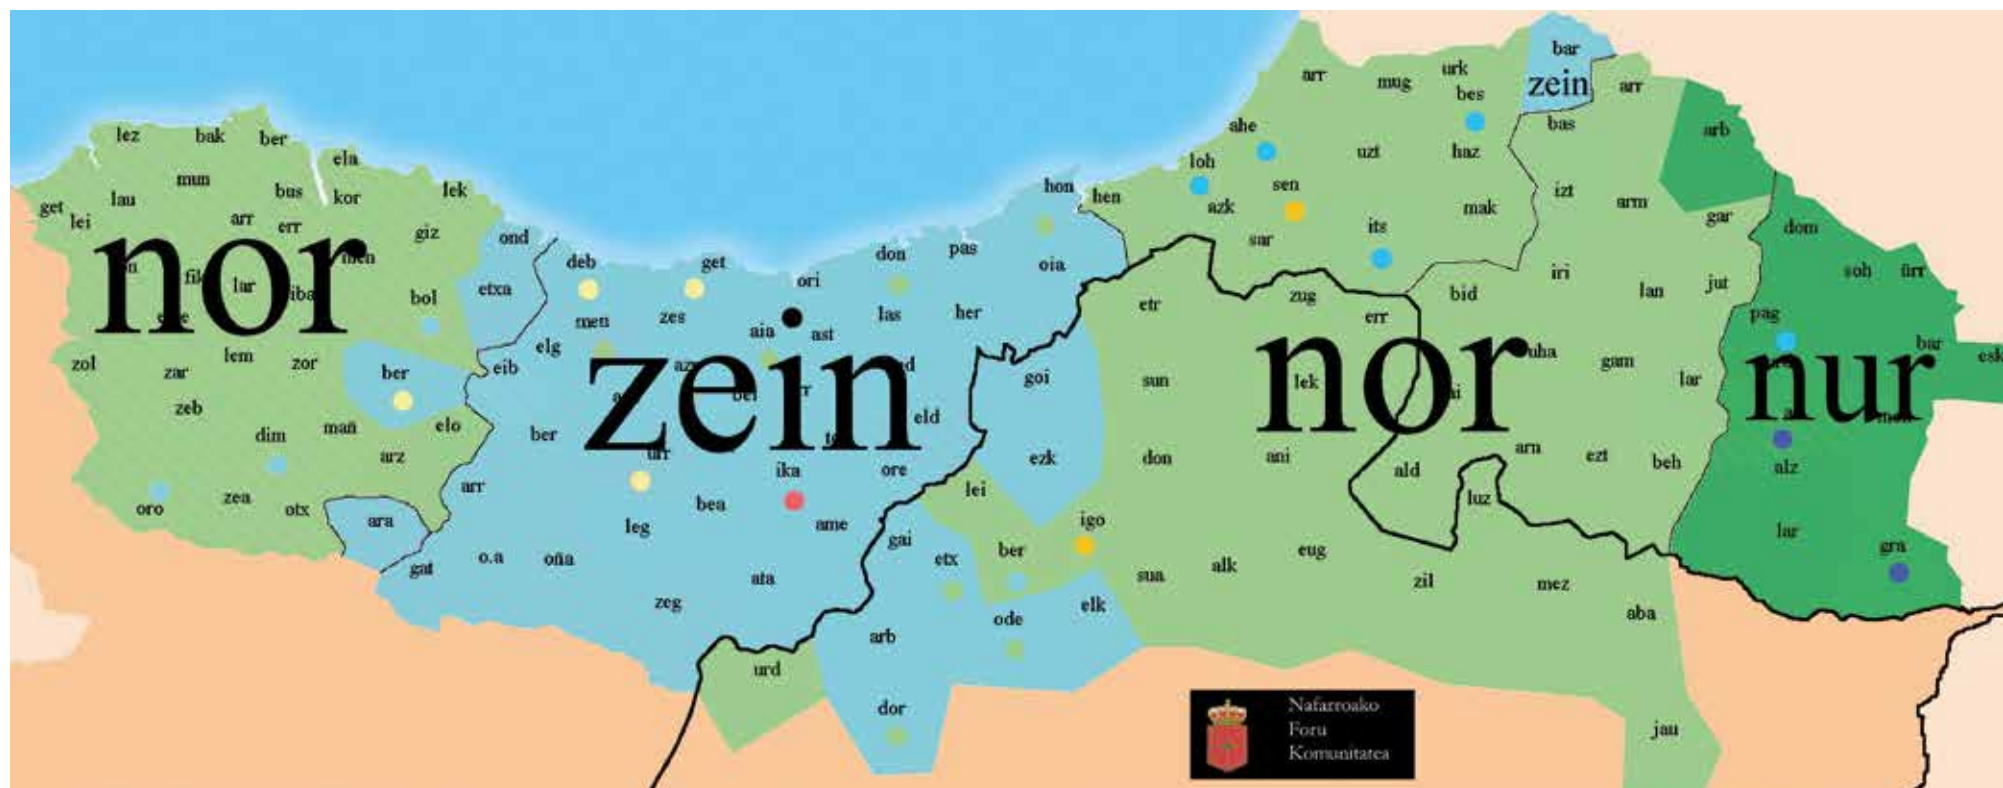 bar
zein
arr
mug
urk
bes
arr
lez
bak
ber
ela
ahe
bas
arb
loh
uzt
haz
mun
sen
get
lau
bus
kor
lek
hon
hen
izt
arm
lei
arr
err
azk
its
mak
gar
giz
ond
sar
dom
nor
men
don
pas
deb
get
oia
fik
lar
iba
ori
iri
soh
ürr
etxa
bol
etr
zug
bid
lan
jut
men
zes
aia
ast
las
her
err
pag
lem
elg
uha
bar
esk
zol
zar
zor
eib
ber
zein
goi
sun
lek
nor
gam
lar
nur
zeb
dim
mañ
elo
ber
eld
arz
urr
ika
ore
ezk
don
ani
ald
arn
ezt
beh
alz
oro
zea
otx
arr
bea
lei
luz
ara
leg
ame
gai
igo
lar
gat
o.a
oña
ata
etx
ber
sua
alk
eug
zil
mez
gra
zeg
arb
ode
elk
aba
urd
dor
jau
Nafarroako
Foru
Komunitatea